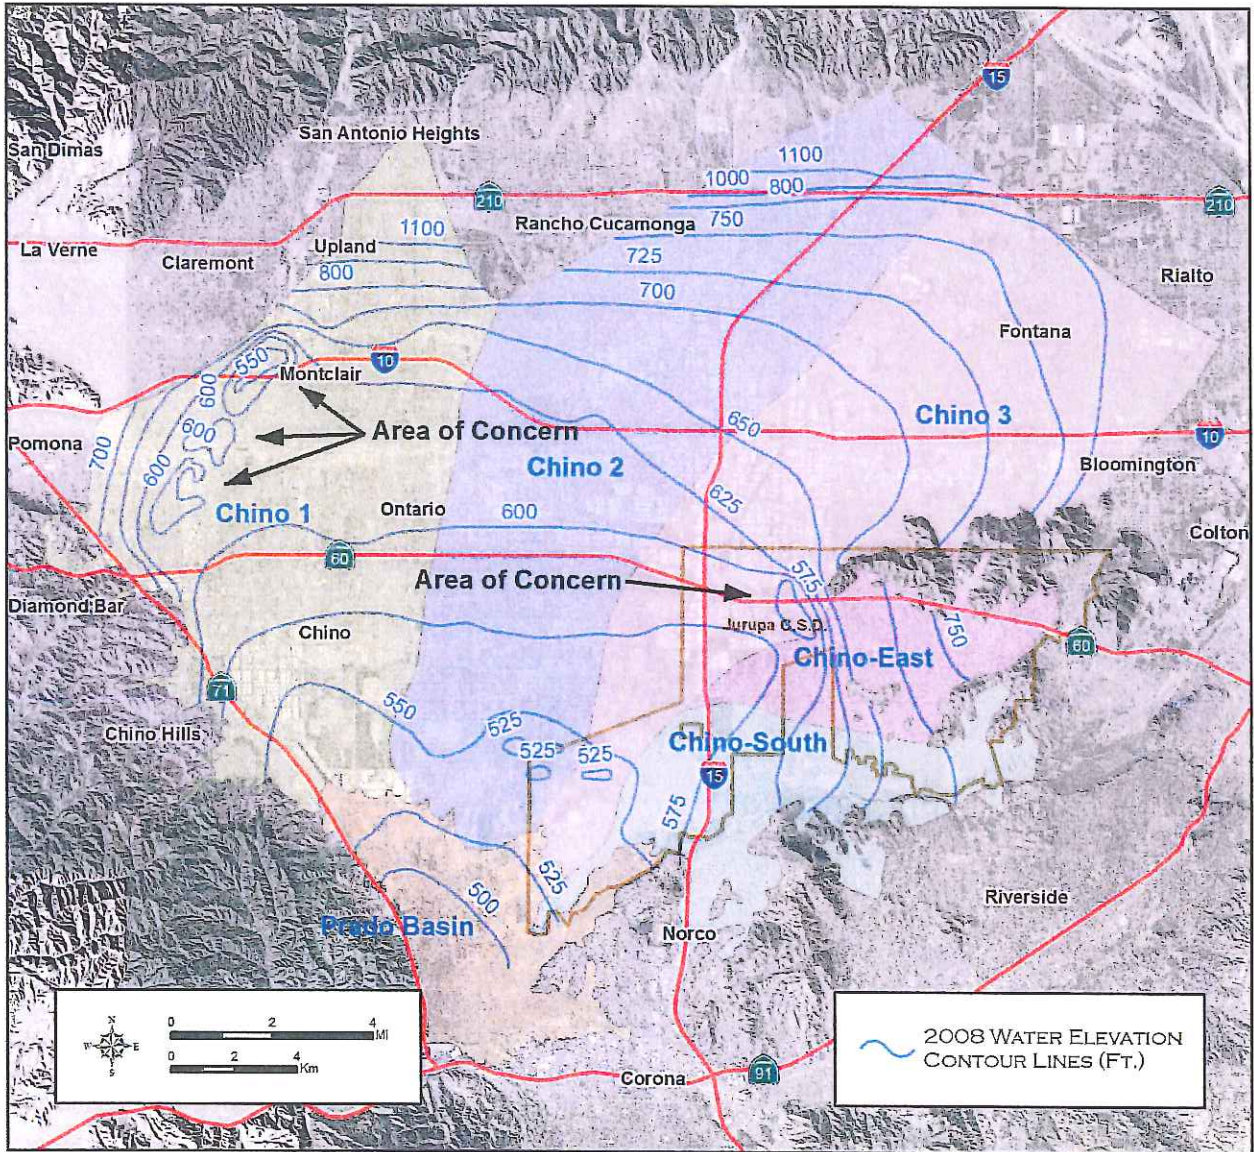 15
San Antonio Heights
San Dimas
1100
1000
800
210
210
750
Rancho Cucamonga
1100
La Verne
Upland
725
Claremont
800
Rialto
700
Fontana
550
10
Montclair
600
Chino 3
650
Area of Concern
600
10
Pomona
700
600
Chino 2
Bloomington
625
Chino 1
Ontario
600
Colton
60
575
Area of Concern
Diamond Bar
Jurupa C.S.D.
Chino
750
60
Chino-East
71
550
525
Chino Hills
Chino-South
525
525
15
575
525
500
Riverside
Prado Basin
Norco
N
W
E
S
0
2
4
MI
0
2
4
Km
2008 WATER ELEVATION
CONTOUR LINES (FT.)
91
Corona